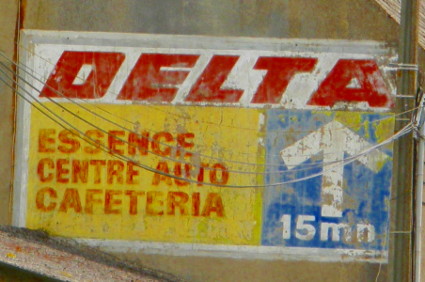 DELTA
ESSENCE
CENTRE AUTO
CAFETERIA
15mn